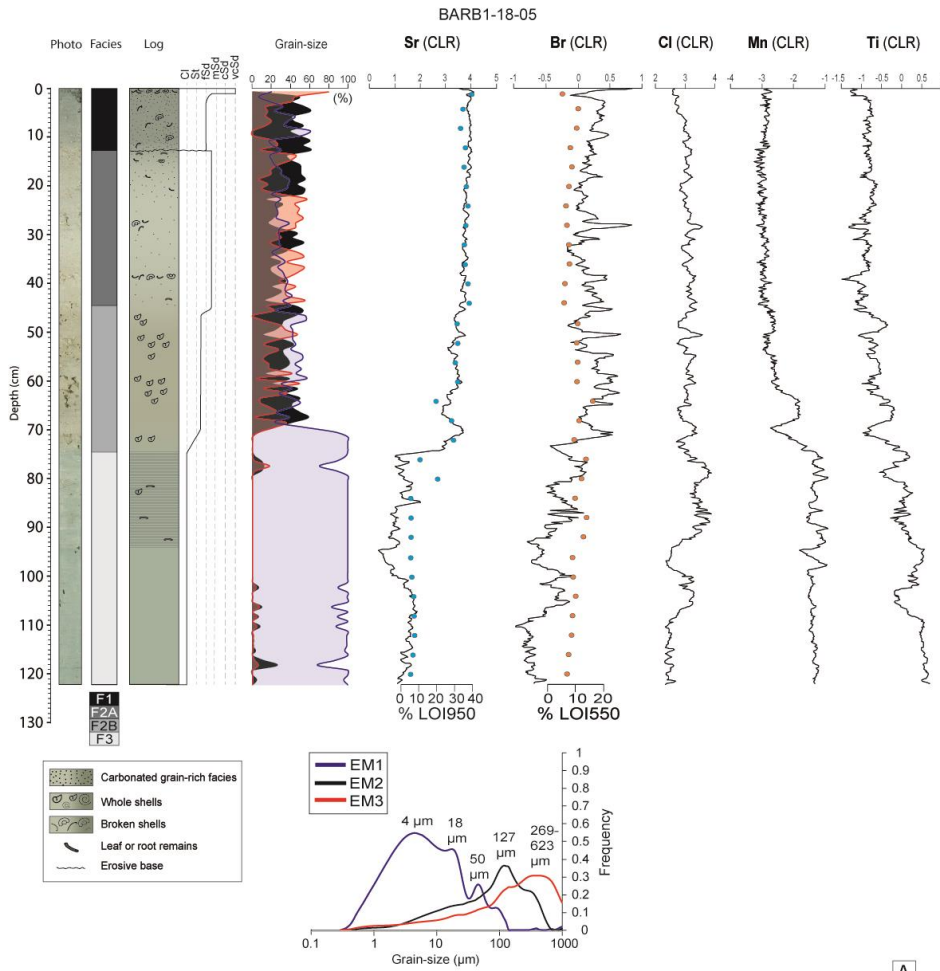 BARB1-18-05
Photo Facies Log Grain-size Sr (CLR) Br (CLR) Cl (CLR) Mn (CLR) Ti (CLR)
Cl St fSd mSd cSd vcSd
0 20 40 60 80 100
(%)
0 1 2 3 4 5
-1 -0.5 0 0.5 1
2 3 4
-4 -3 -2 -1
-1.5 -1 -0.5 0 0.5
Depth (cm)
0
10
20
30
40
50
60
70
80
90
100
110
120
130
F1
F2A
F2B
F3
0 10 20 30 40
% LOI950
0 10 20
% LOI550
Carbonated grain-rich facies
Whole shells
Broken shells
Leaf or root remains
Erosive base
EM1
EM2
EM3
4 µm
18 µm
50 µm
127 µm
269-623 µm
1
0.9
0.8
0.7
0.6
0.5
0.4
0.3
0.2
0.1
0
Frequency
0.1 1 10 100 1000
Grain-size (µm)
A